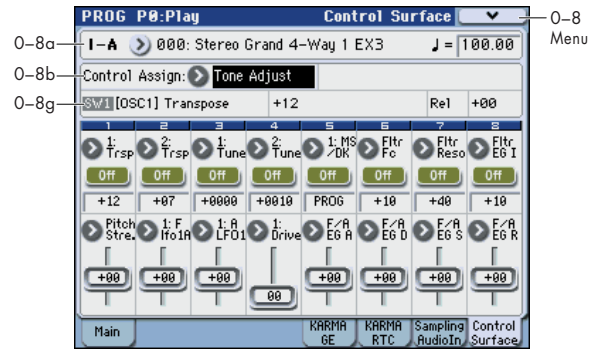 PROG P0:Play Control Surface
0–8 Menu
0–8a
I-A 000: Stereo Grand 4-Way 1 EX3 ♩= 100.00
0–8b
Control Assign: Tone Adjust
0–8g
SW1 [OSC1] Transpose +12 Rel +00
1 2 3 4 5 6 7 8
1: Trsp 2: Trsp 1: Tune 2: Tune 1: MS /DK Fltr Fc Fltr Reso Fltr EG I
Off Off Off Off Off Off Off Off
+12 +07 +0000 +0010 PROG +10 +40 +10
Pitch Stre. 1: F lfo1A 1: A LFO1 1: Drive F/A EG A F/A EG D F/A EG S F/A EG R
+00 +00 +00 00 +00 +00 +00 +00
Main KARMA GE KARMA RTC Sampling AudioIn Control Surface